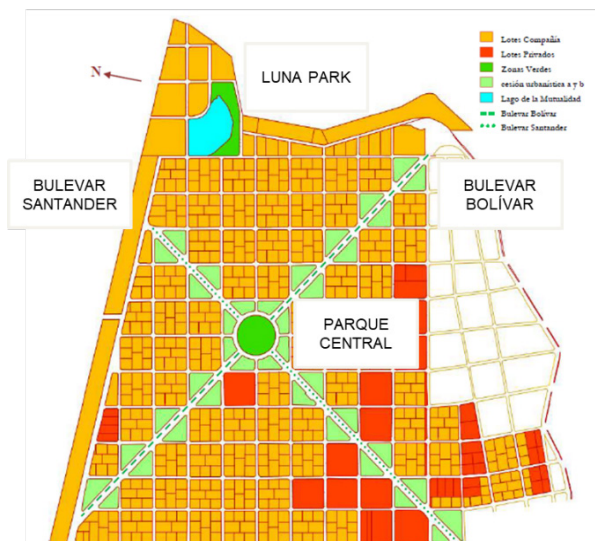 N
LUNA PARK
Lotes Compañía
Lotes Privados
Zonas Verdes
cesión urbanística a y b
Lago de la Mutualidad
Bulevar Bolívar
Bulevar Santander
BULEVAR
SANTANDER
BULEVAR
BOLÍVAR
PARQUE
CENTRAL